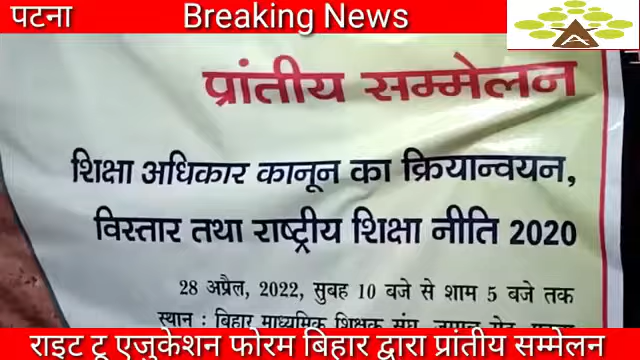 पटना Breaking News
प्रांतीय सम्मेलन
शिक्षा अधिकार कानून का क्रियान्वयन,
विस्तार तथा राष्ट्रीय शिक्षा नीति 2020
28 अप्रैल, 2022, सुबह 10 बजे से शाम 5 बजे तक
स्थान : बिहार माध्यमिक शिक्षक संघ,
राइट टू एजुकेशन फोरम बिहार द्वारा प्रांतीय सम्मेलन